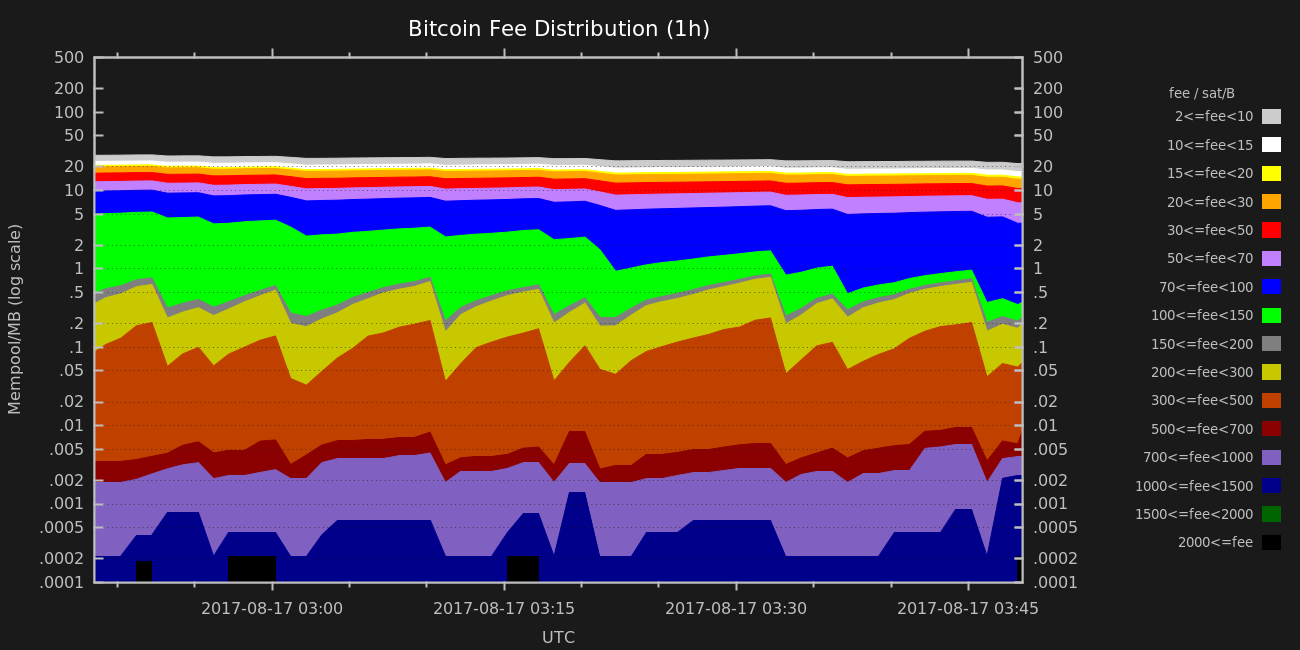 Bitcoin Fee Distribution (1h)
500 500
200 200
100 100
50 50
20 20
10 10
5 5
2 2
1 1
.5 .5
.2 .2
.1 .1
.05 .05
.02 .02
.01 .01
.005 .005
.002 .002
.001 .001
.0005 .0005
.0002 .0002
.0001 .0001
Mempool/MB (log scale)
2017-08-17 03:00 2017-08-17 03:15 2017-08-17 03:30 2017-08-17 03:45
UTC
fee / sat/B
2<=fee<10
10<=fee<15
15<=fee<20
20<=fee<30
30<=fee<50
50<=fee<70
70<=fee<100
100<=fee<150
150<=fee<200
200<=fee<300
300<=fee<500
500<=fee<700
700<=fee<1000
1000<=fee<1500
1500<=fee<2000
2000<=fee